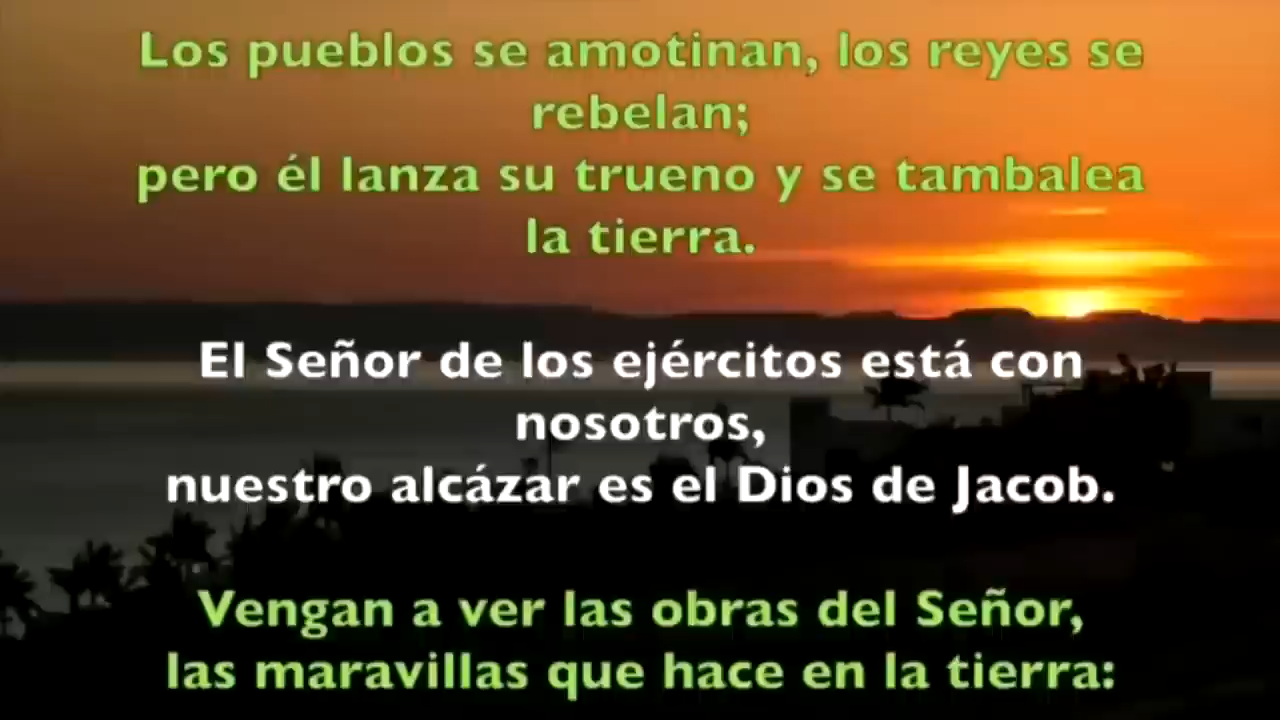 Los pueblos se amotinan, los reyes se
rebelan;
pero él lanza su trueno y se tambalea
la tierra.
El Señor de los ejércitos está con
nosotros,
nuestro alcázar es el Dios de Jacob.
Vengan a ver las obras del Señor,
las maravillas que hace en la tierra: